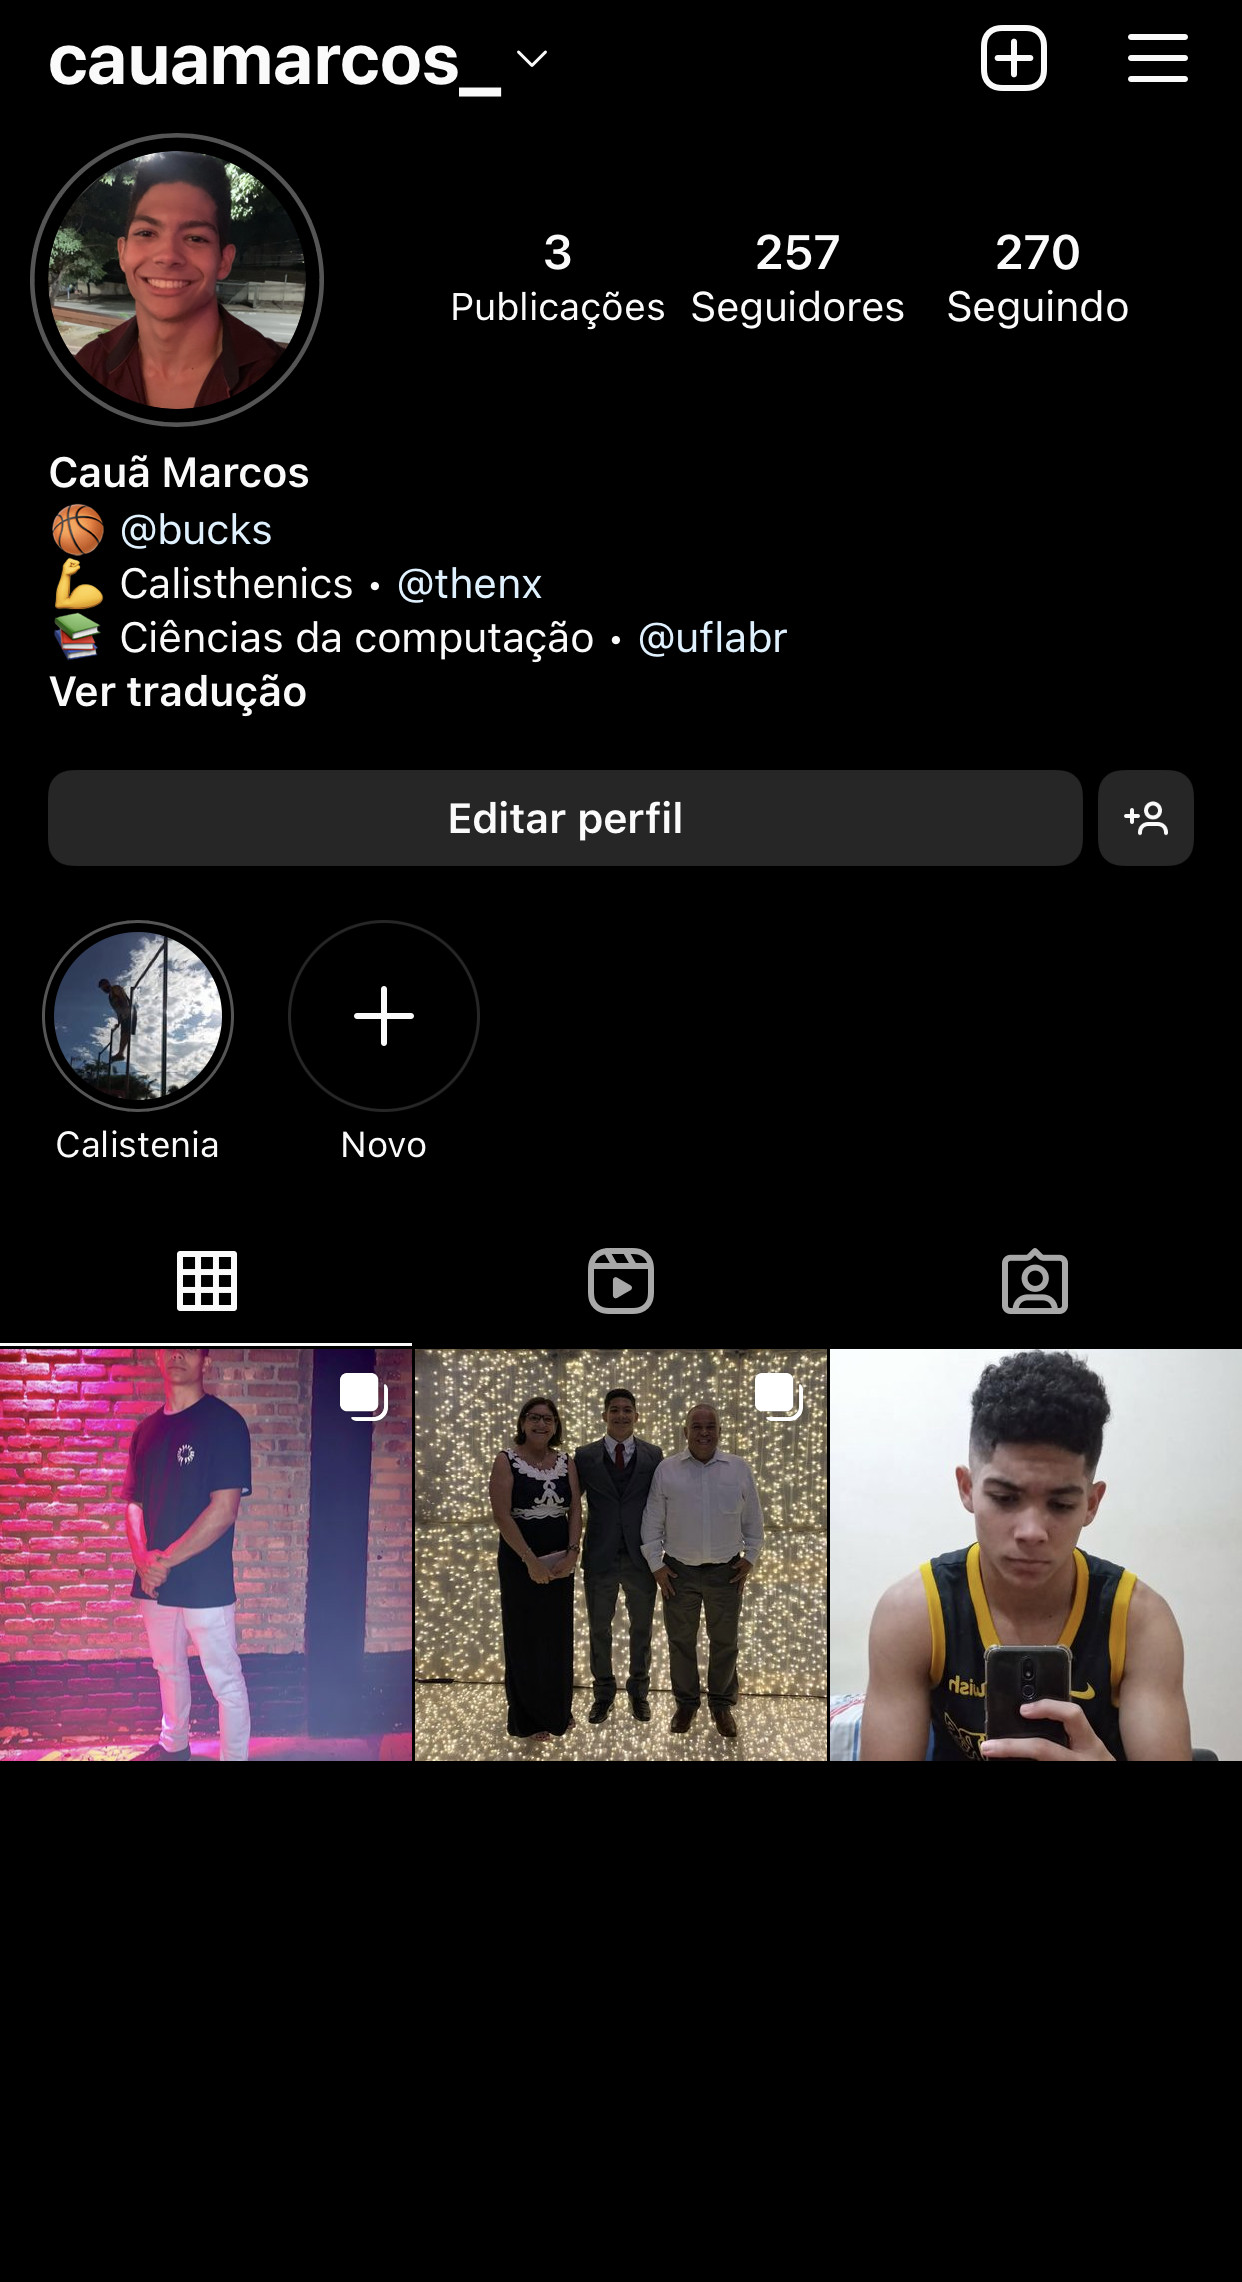 cauamarcos_
3 257 270
Publicações Seguidores Seguindo
Cauã Marcos
🏀 @bucks
💪 Calisthenics • @thenx
📚 Ciências da computação • @uflabr
Ver tradução
Editar perfil
Calistenia Novo